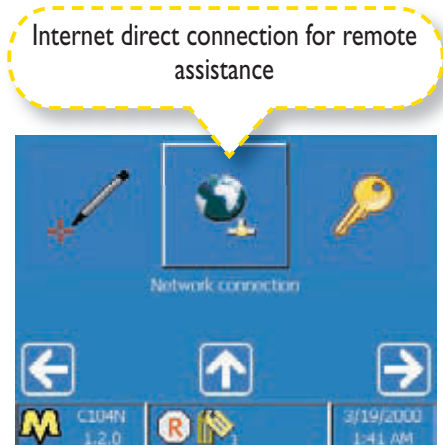 Internet direct connection for remote
assistance
Network connection
C104N
1.2.0
R
1
3/19/2000
1:41 AM